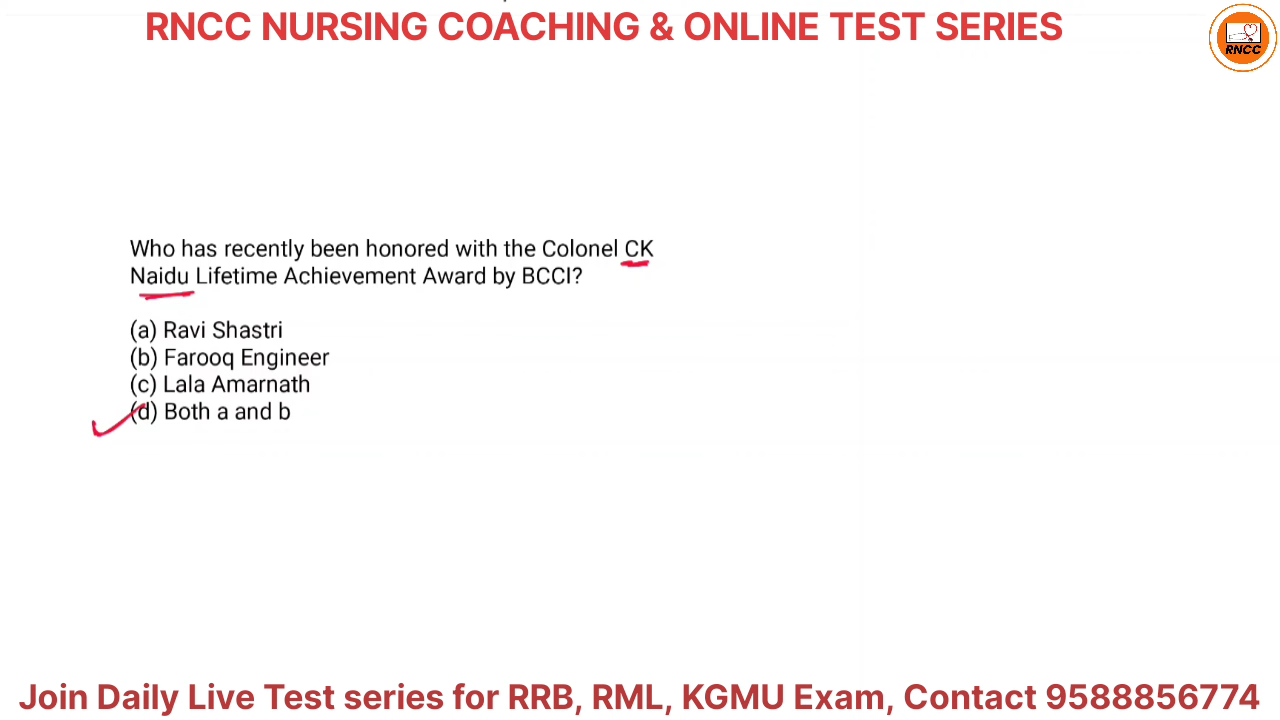 RNCC NURSING COACHING & ONLINE TEST SERIES
RNCC
Who has recently been honored with the Colonel CK
Naidu Lifetime Achievement Award by BCCI?
(a) Ravi Shastri
(b) Farooq Engineer
(c) Lala Amarnath
(d) Both a and b
Join Daily Live Test series for RRB, RML, KGMU Exam, Contact 9588856774